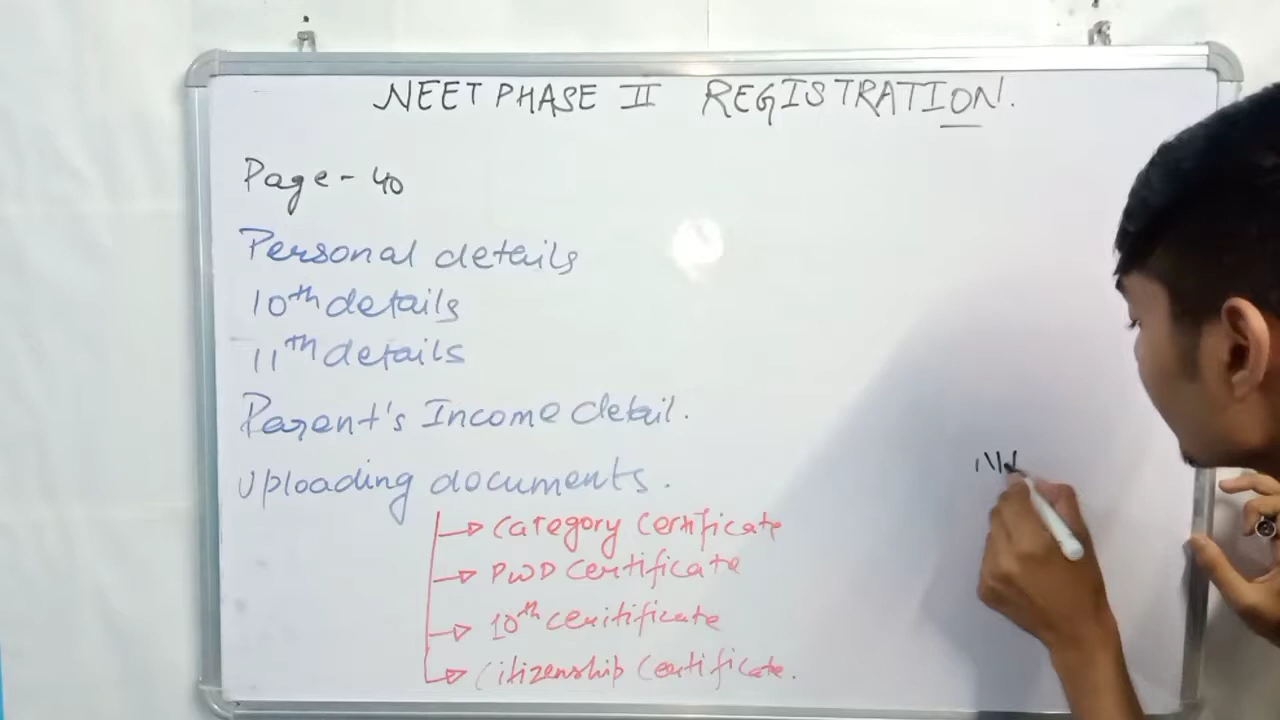 NEET PHASE II REGISTRATION.
Page - 40
Personal details
10th details
11th details
Parent's Income detail.
Uploading documents.
Category certificate
PWD certificate
10th ceritificate
Citizenship certificate.